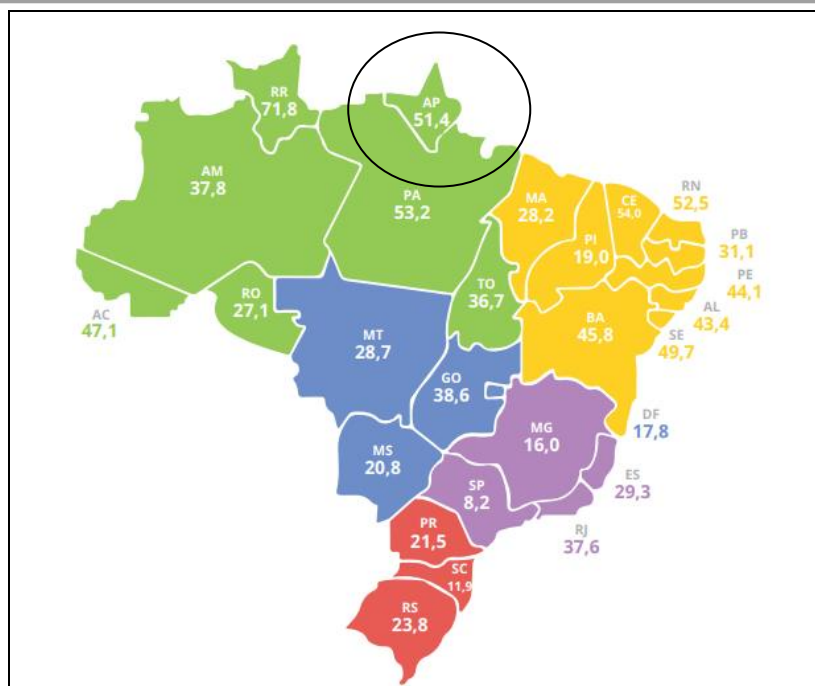 RR
71,8
AP
51,4
AM
37,8
PA
53,2
MA
28,2
CE
54,0
RN
52,5
PI
19,0
PB
31,1
PE
44,1
TO
36,7
RO
27,1
AC
47,1
AL
43,4
BA
45,8
SE
49,7
MT
28,7
GO
38,6
DF
17,8
MG
16,0
MS
20,8
ES
29,3
SP
8,2
RJ
37,6
PR
21,5
SC
11,9
RS
23,8